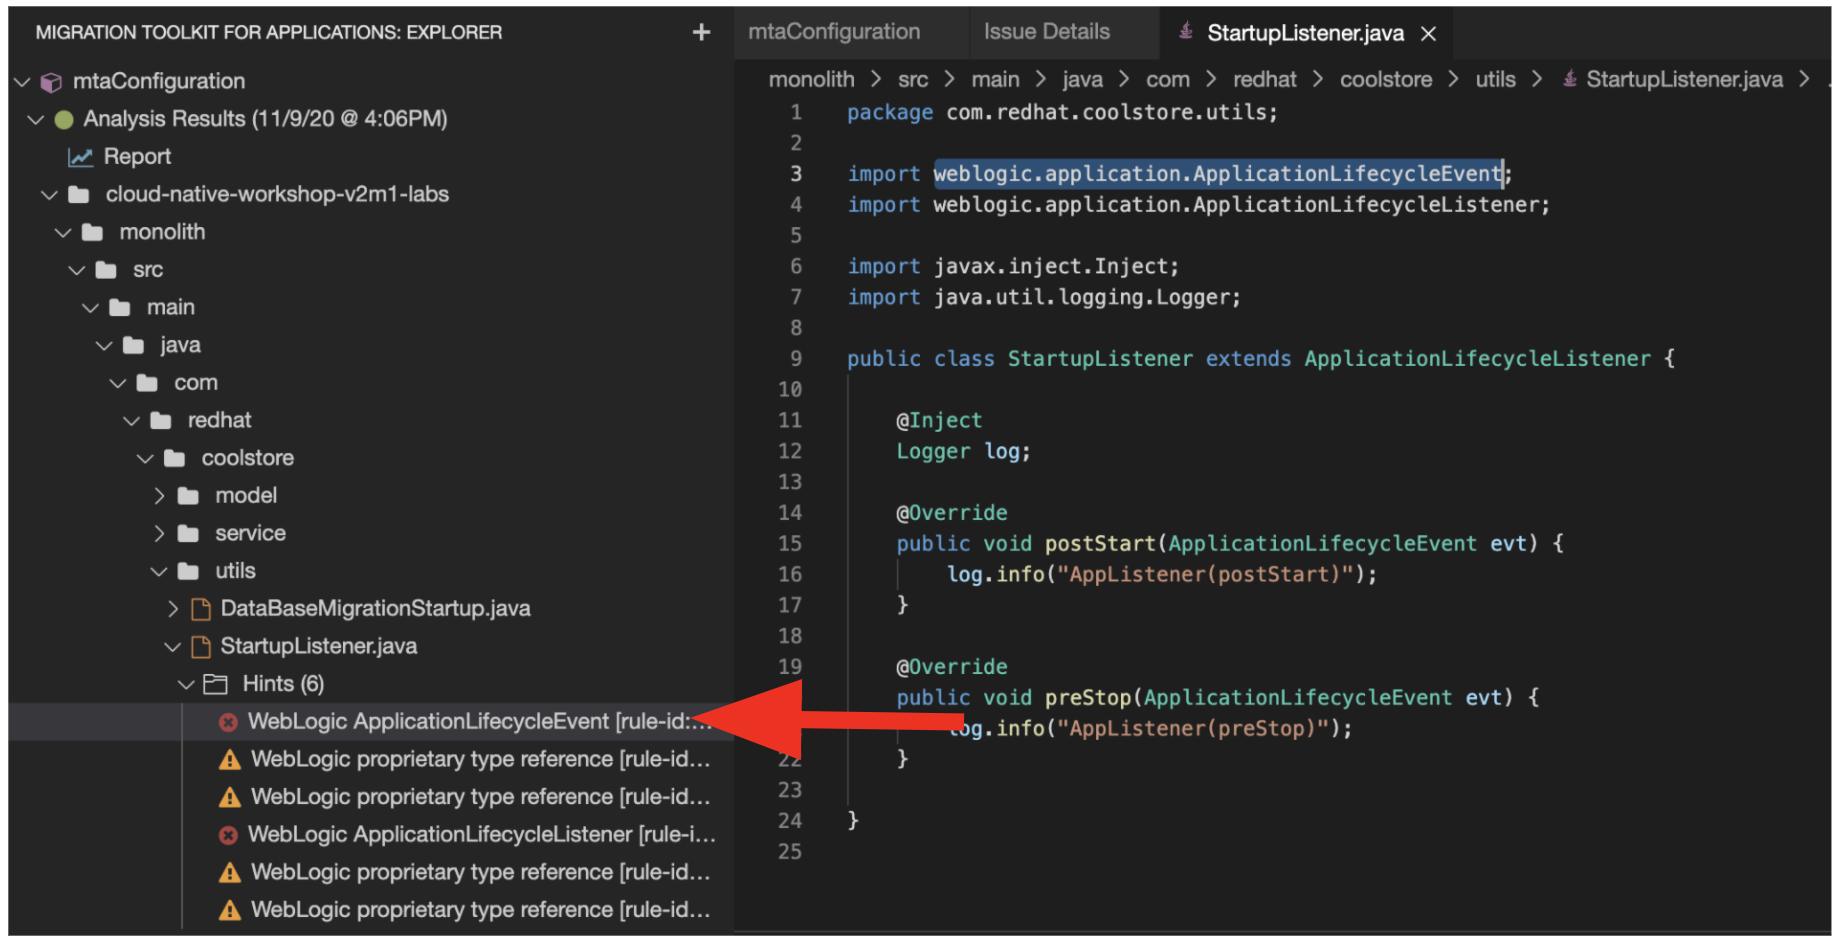 MIGRATION TOOLKIT FOR APPLICATIONS: EXPLORER
mtaConfiguration
Analysis Results (11/9/20 @ 4:06PM)
Report
cloud-native-workshop-v2m1-labs
monolith
src
main
java
com
redhat
coolstore
model
service
utils
DataBaseMigrationStartup.java
StartupListener.java
Hints (6)
WebLogic ApplicationLifecycleEvent [rule-id:...
WebLogic proprietary type reference [rule-id...
WebLogic proprietary type reference [rule-id...
WebLogic ApplicationLifecycleListener [rule-i...
WebLogic proprietary type reference [rule-id...
WebLogic proprietary type reference [rule-id...
mtaConfiguration Issue Details StartupListener.java
monolith > src > main > java > com > redhat > coolstore > utils > StartupListener.java > .
1 package com.redhat.coolstore.utils;
2
3 import weblogic.application.ApplicationLifecycleEvent;
4 import weblogic.application.ApplicationLifecycleListener;
5
6 import javax.inject.Inject;
7 import java.util.logging.Logger;
8
9 public class StartupListener extends ApplicationLifecycleListener {
10
11 @Inject
12 Logger log;
13
14 @Override
15 public void postStart(ApplicationLifecycleEvent evt) {
16 log.info("AppListener(postStart)");
17 }
18
19 @Override
public void preStop(ApplicationLifecycleEvent evt) {
log.info("AppListener(preStop)");
22 }
23
24 }
25